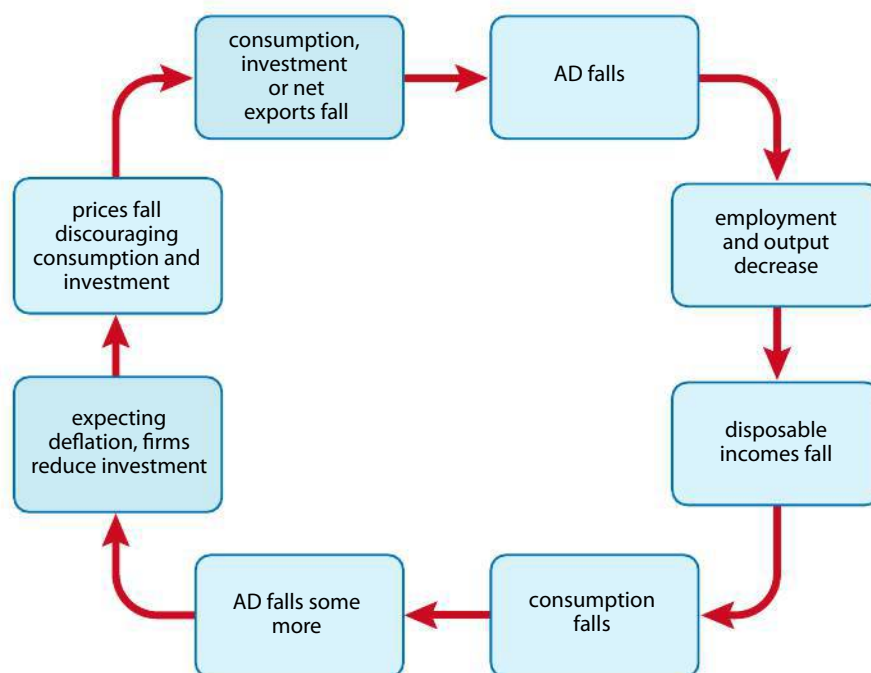 consumption,
investment
or net
exports fall
AD falls
employment
and output
decrease
disposable
incomes fall
consumption
falls
AD falls some
more
expecting
deflation, firms
reduce investment
prices fall
discouraging
consumption and
investment